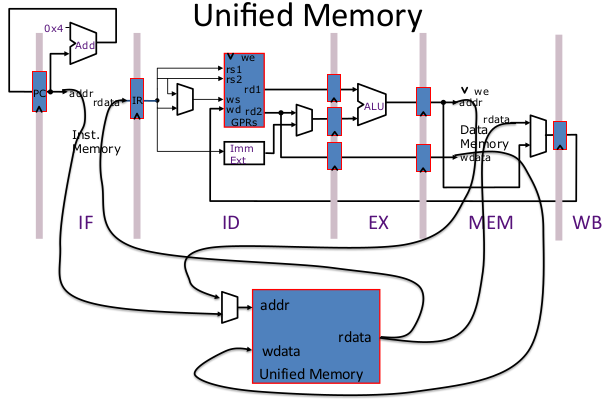 Unified Memory
0x4
Add
PC
addr
rdata
Inst.
Memory
IR
we
rs1
rs2
rd1
ws
wd
rd2
GPRs
Imm
Ext
ALU
we
addr
rdata
Data
Memory
wdata
IF
ID
EX
MEM
WB
addr
rdata
wdata
Unified Memory